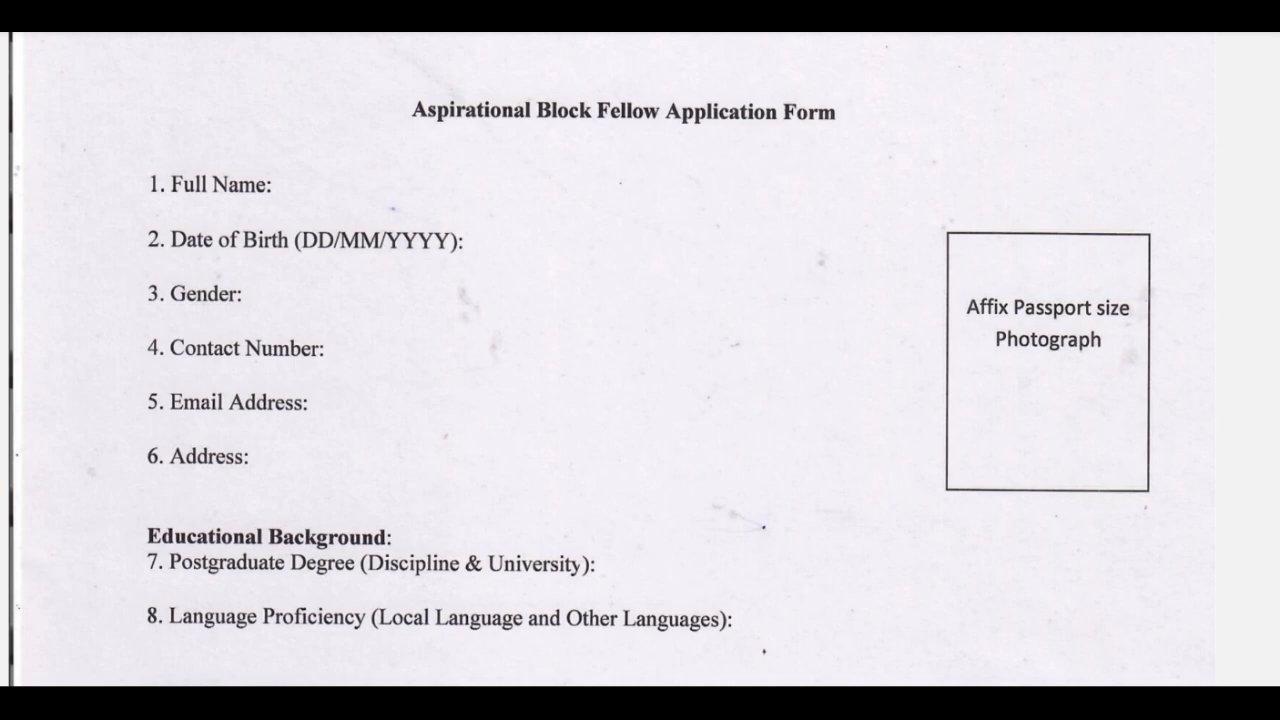 Aspirational Block Fellow Application Form
1. Full Name:
2. Date of Birth (DD/MM/YYYY):
3. Gender:
4. Contact Number:
5. Email Address:
6. Address:
Affix Passport size
Photograph
Educational Background:
7. Postgraduate Degree (Discipline & University):
8. Language Proficiency (Local Language and Other Languages):